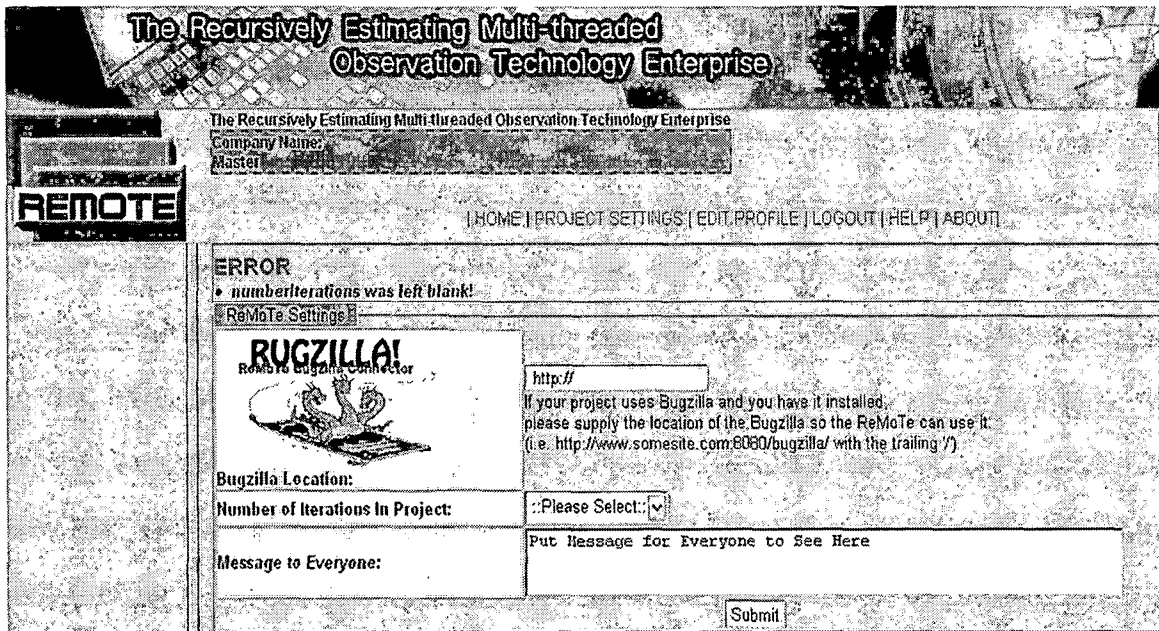 The Recursively Estimating Multi-threaded
Observation Technology Enterprise
The Recursively Estimating Multi-threaded Observation Technology Enterprise
Company Name:
Master
REMOTE
| HOME | PROJECT SETTINGS | EDIT PROFILE | LOGOUT | HELP | ABOUT|
ERROR
• numberIterations was left blank!
ReMoTe Settings
RUGZILLA!
ReMoTe Bugzilla Connector
http://
If your project uses Bugzilla and you have it installed,
please supply the location of the Bugzilla so the ReMoTe can use it.
(i.e. http://www.somesite.com:8080/bugzilla/ with the trailing '/')
Bugzilla Location:
Number of Iterations In Project:
::Please Select::
Message to Everyone:
Put Message for Everyone to See Here
Submit